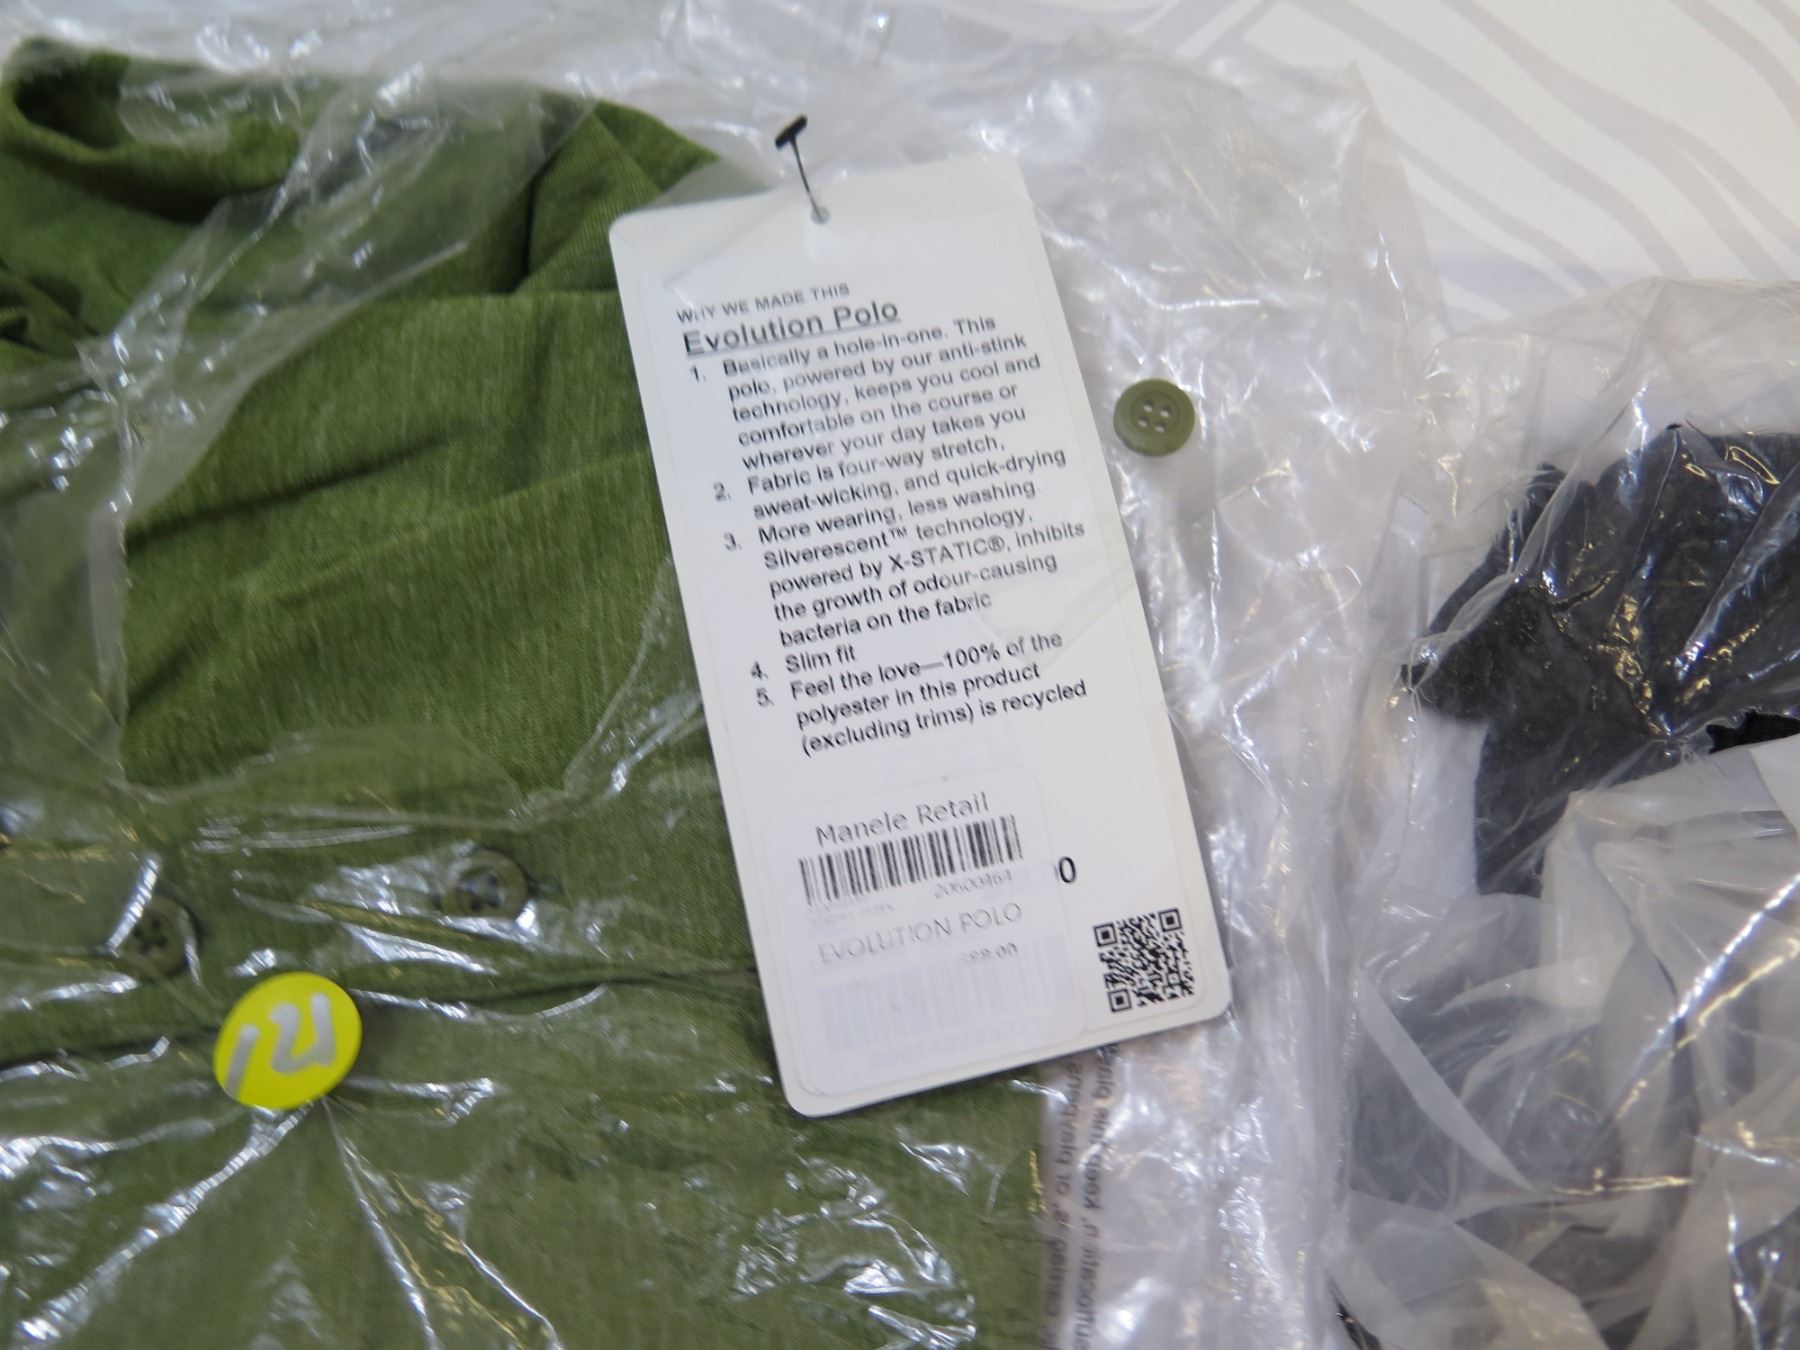 WHY WE MADE THIS
Evolution Polo
1. Basically a hole-in-one. This
polo, powered by our anti-stink
technology, keeps you cool and
comfortable on the course or
wherever your day takes you
2. Fabric is four-way stretch,
sweat-wicking, and quick-drying
3. More wearing, less washing
Silverescent™ technology,
powered by X-STATIC®, inhibits
the growth of odour-causing
bacteria on the fabric
4. Slim fit
5. Feel the love—100% of the
polyester in this product
(excluding trims) is recycled
Manele Retail
20600464
EVOLUTION POLO